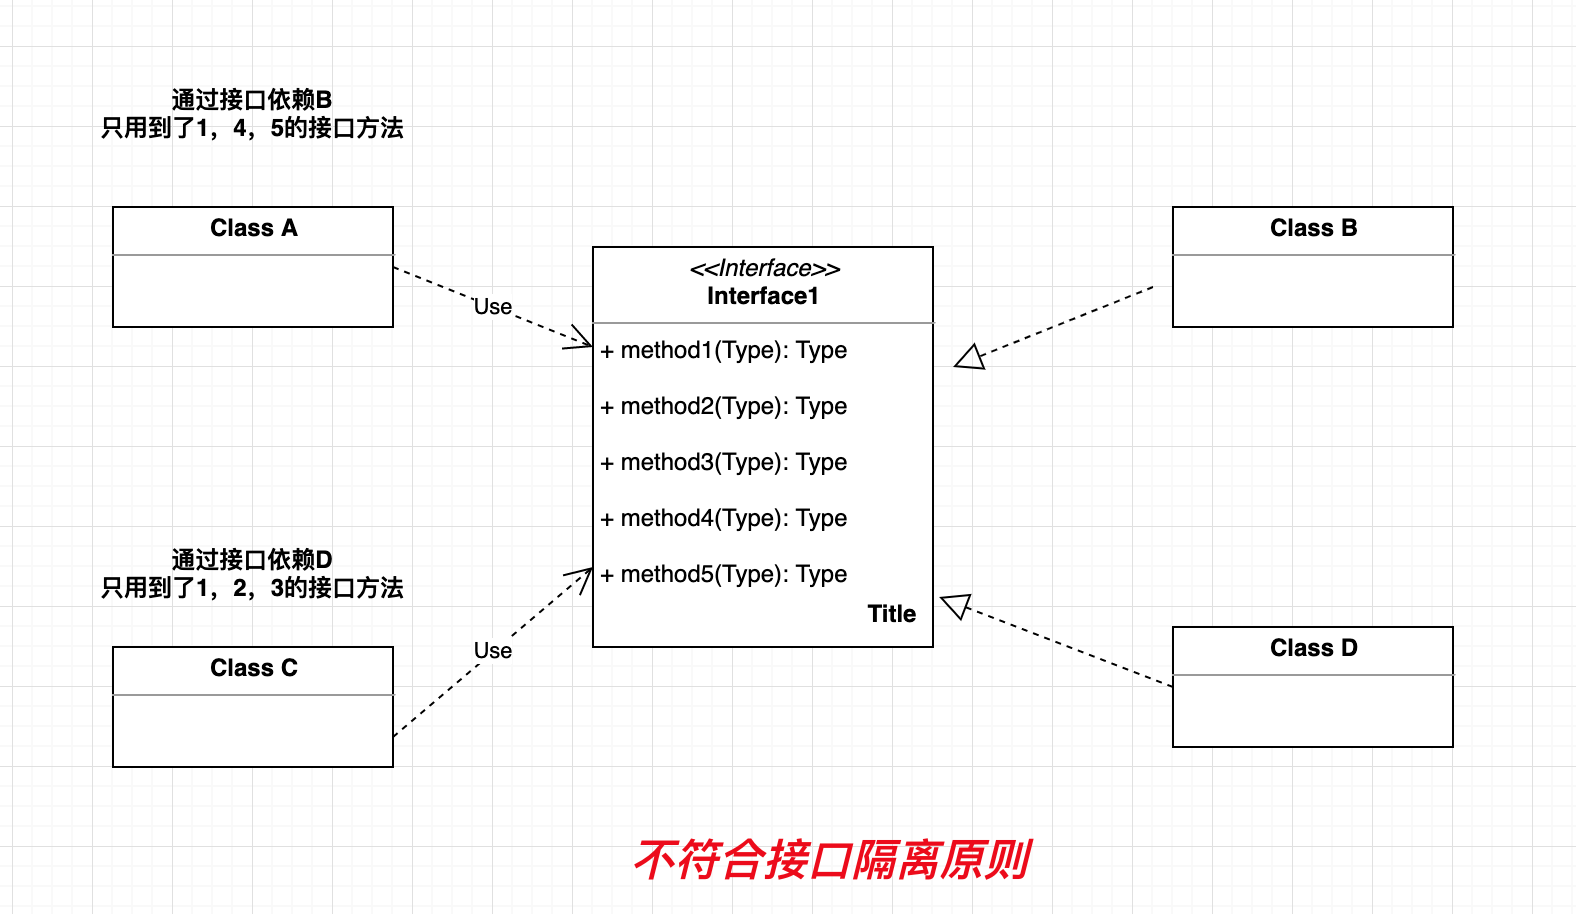 通过接口依赖B
只用到了1，4，5的接口方法
Class A
Class B
<<Interface>>
Interface1
Use
+ method1(Type): Type
+ method2(Type): Type
+ method3(Type): Type
+ method4(Type): Type
+ method5(Type): Type
Title
通过接口依赖D
只用到了1，2，3的接口方法
Use
Class C
Class D
不符合接口隔离原则